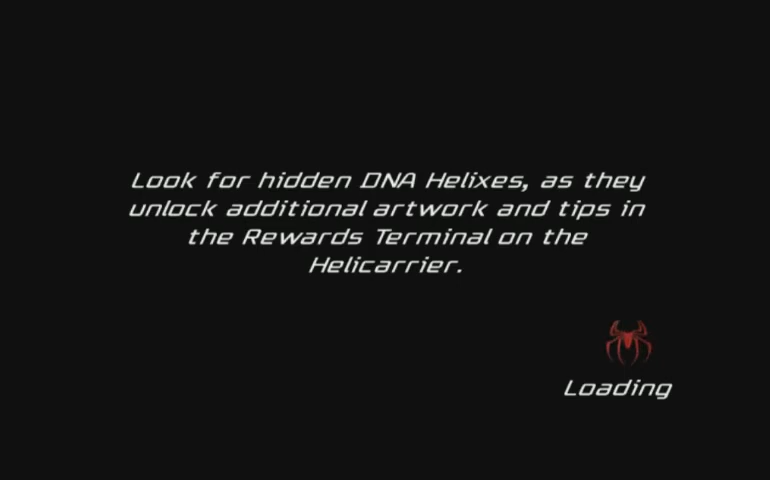 Look for hidden DNA Helixes, as they
unlock additional artwork and tips in
the Rewards Terminal on the
Helicarrier.
Loading